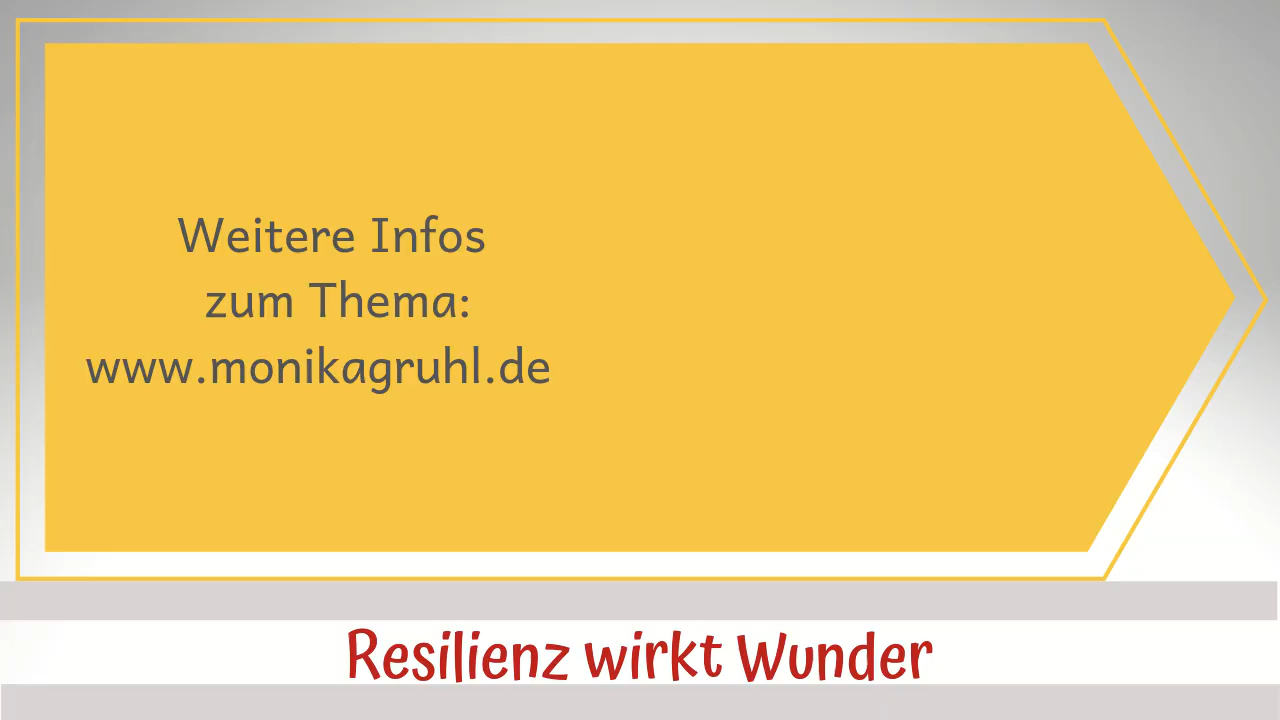 Weitere Infos
zum Thema:
www.monikagruhl.de
Resilienz wirkt Wunder